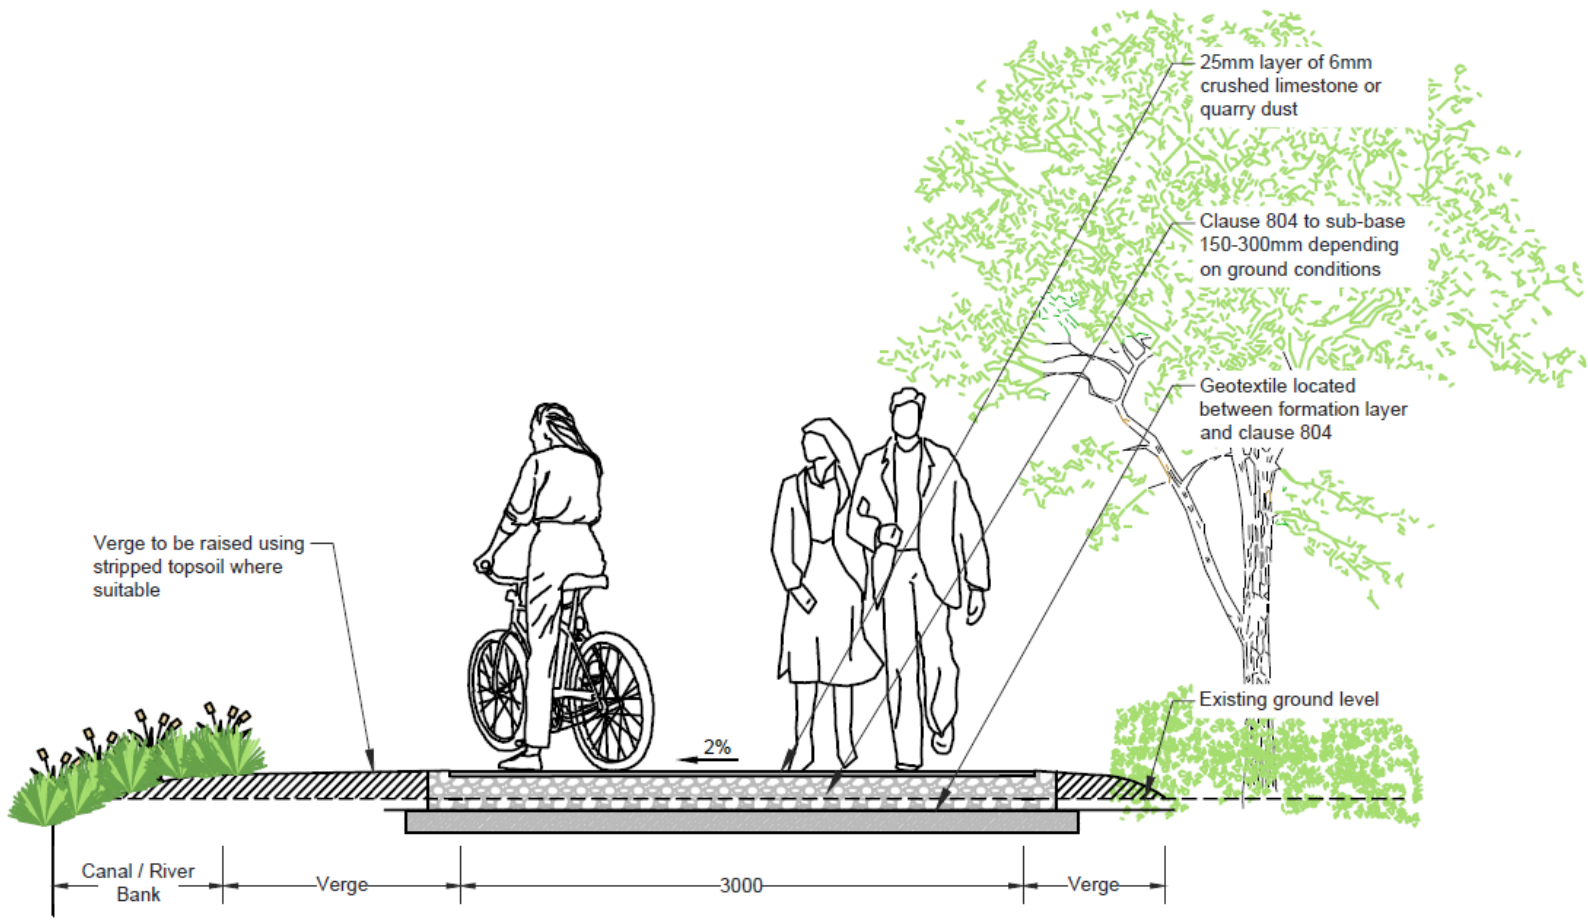 25mm layer of 6mm
crushed limestone or
quarry dust
Clause 804 to sub-base
150-300mm depending
on ground conditions
Geotextile located
between formation layer
and clause 804
Verge to be raised using
stripped topsoil where
suitable
Existing ground level
2%
Canal / River
Bank
Verge
3000
Verge